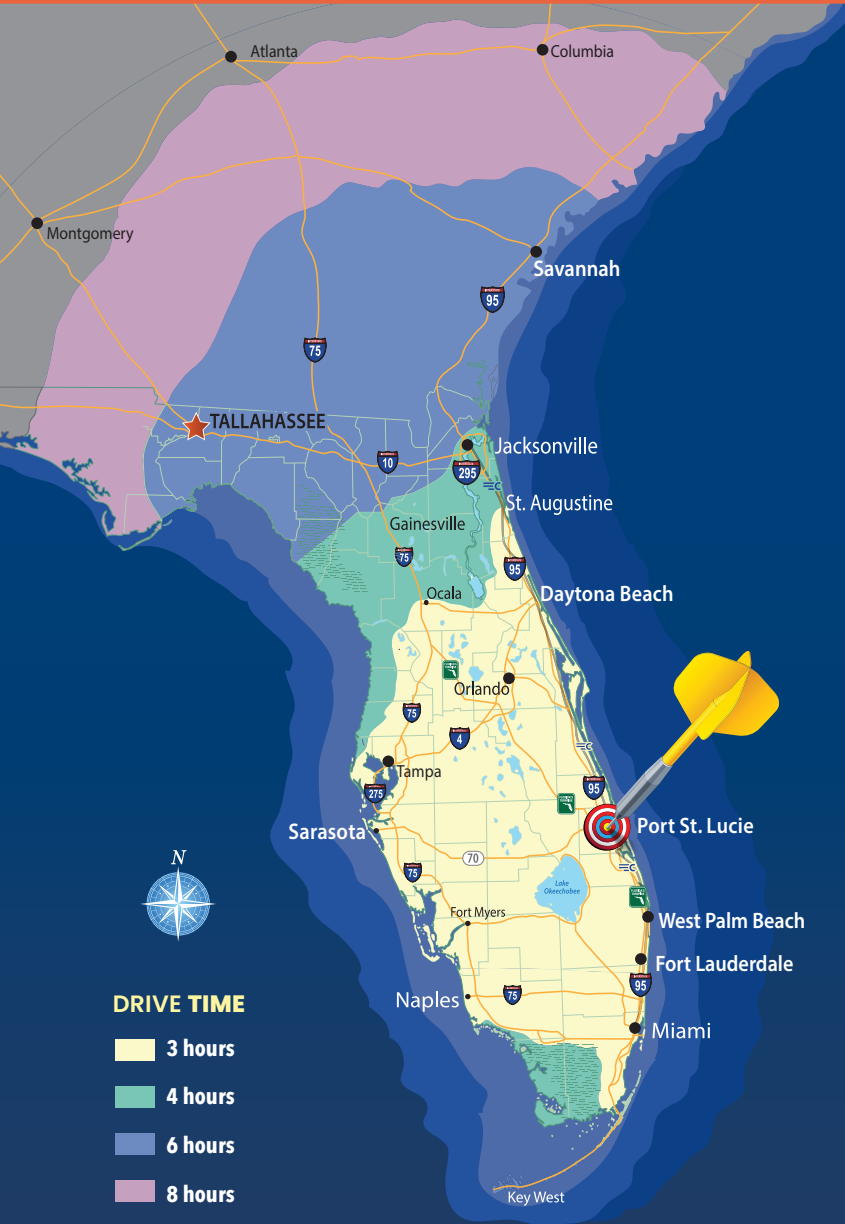 Atlanta
Columbia
Montgomery
Savannah
95
75
TALLAHASSEE
Jacksonville
10
295
St. Augustine
Gainesville
75
95
Ocala
Daytona Beach
Orlando
75
4
Tampa
95
275
Port St. Lucie
Sarasota
70
75
Lake
Okeechobee
N
Fort Myers
West Palm Beach
Fort Lauderdale
95
75
Naples
Miami
DRIVE TIME
3 hours
4 hours
6 hours
8 hours
Key West